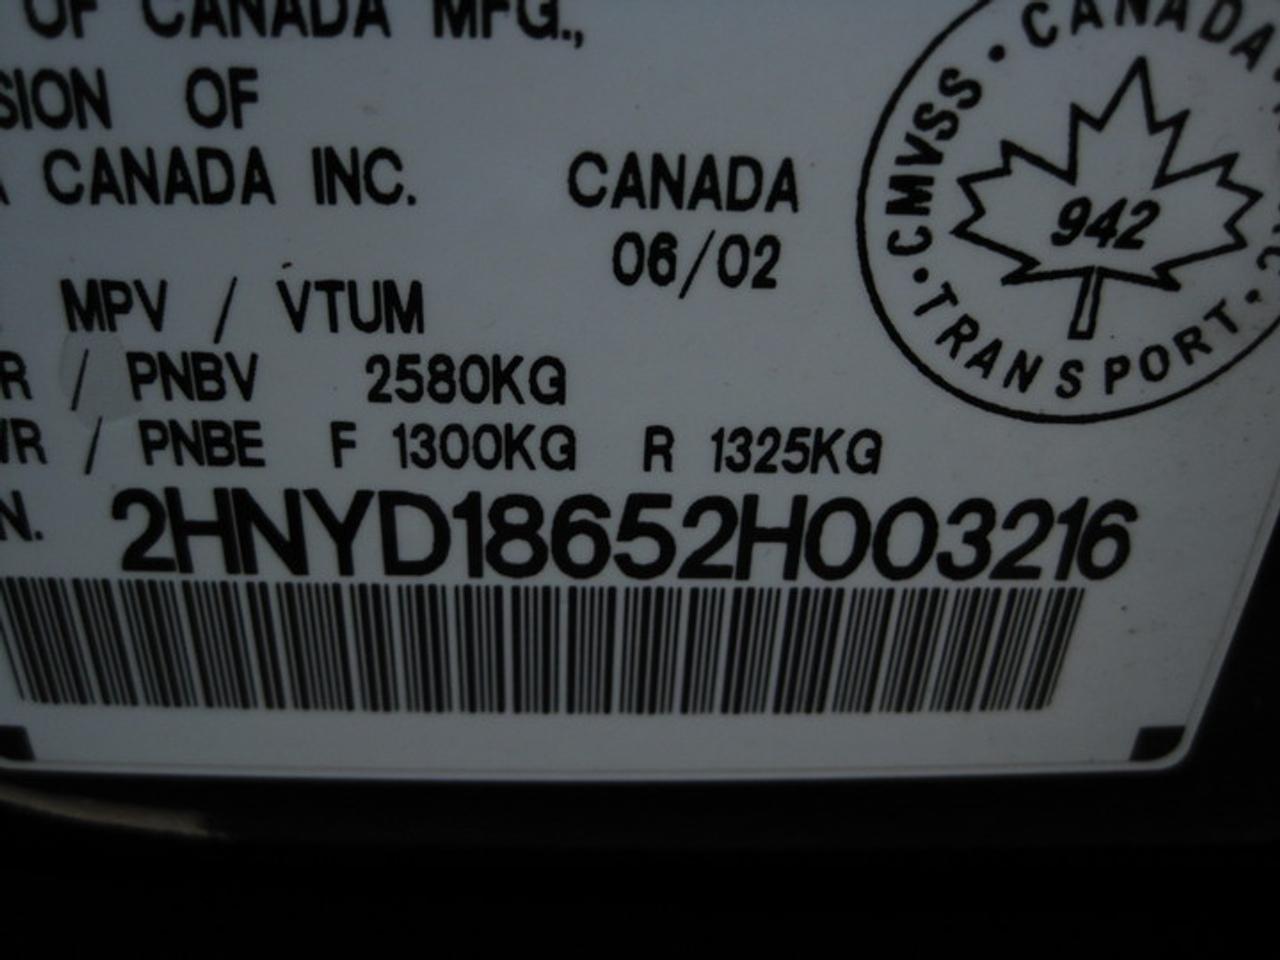 OF CANADA MFG.,
SION OF
A CANADA INC. CANADA
06/02
MPV / VTUM
R / PNBV 2580KG
WR / PNBE F 1300KG R 1325KG
N. 2HNYD18652H003216
CMVSS • CANADA
942
• TRANSPORT •